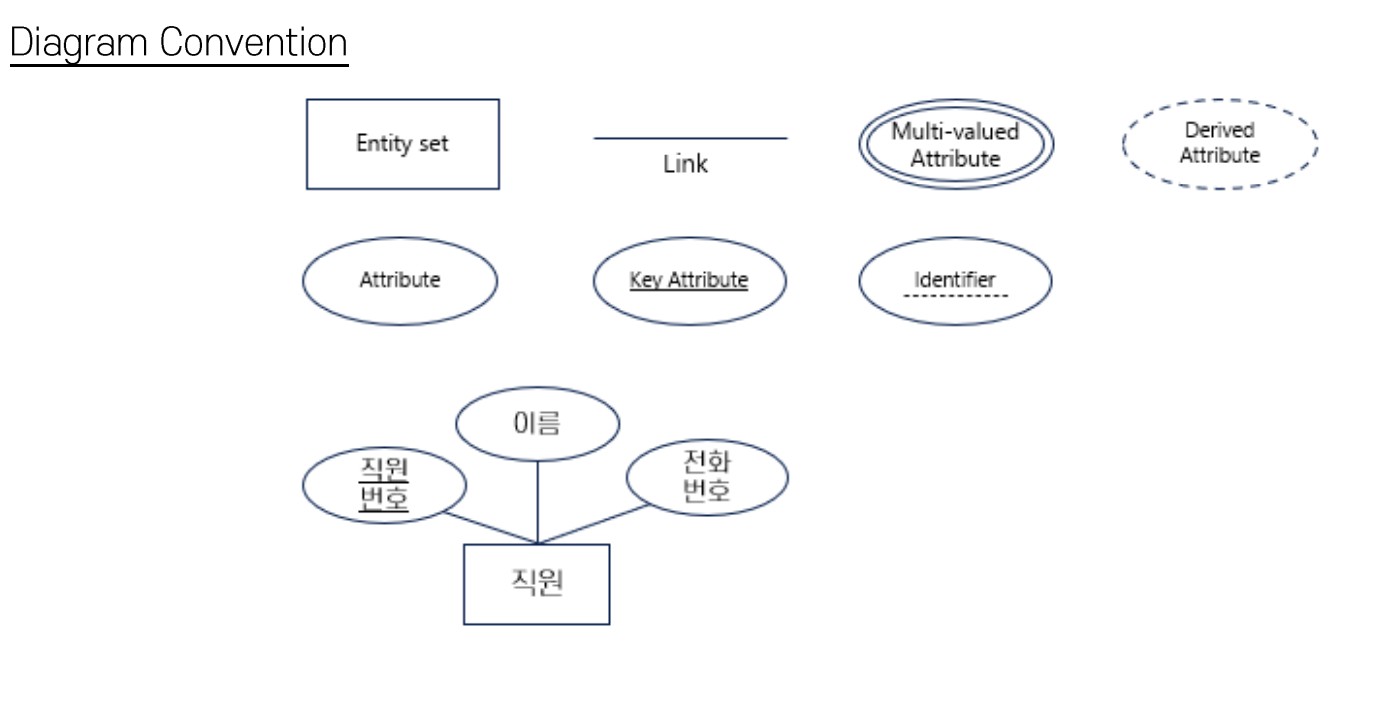 Diagram Convention
Entity set
Link
Multi-valued
Attribute
Derived
Attribute
Attribute
Key Attribute
Identifier
이름
직원
번호
전화
번호
직원